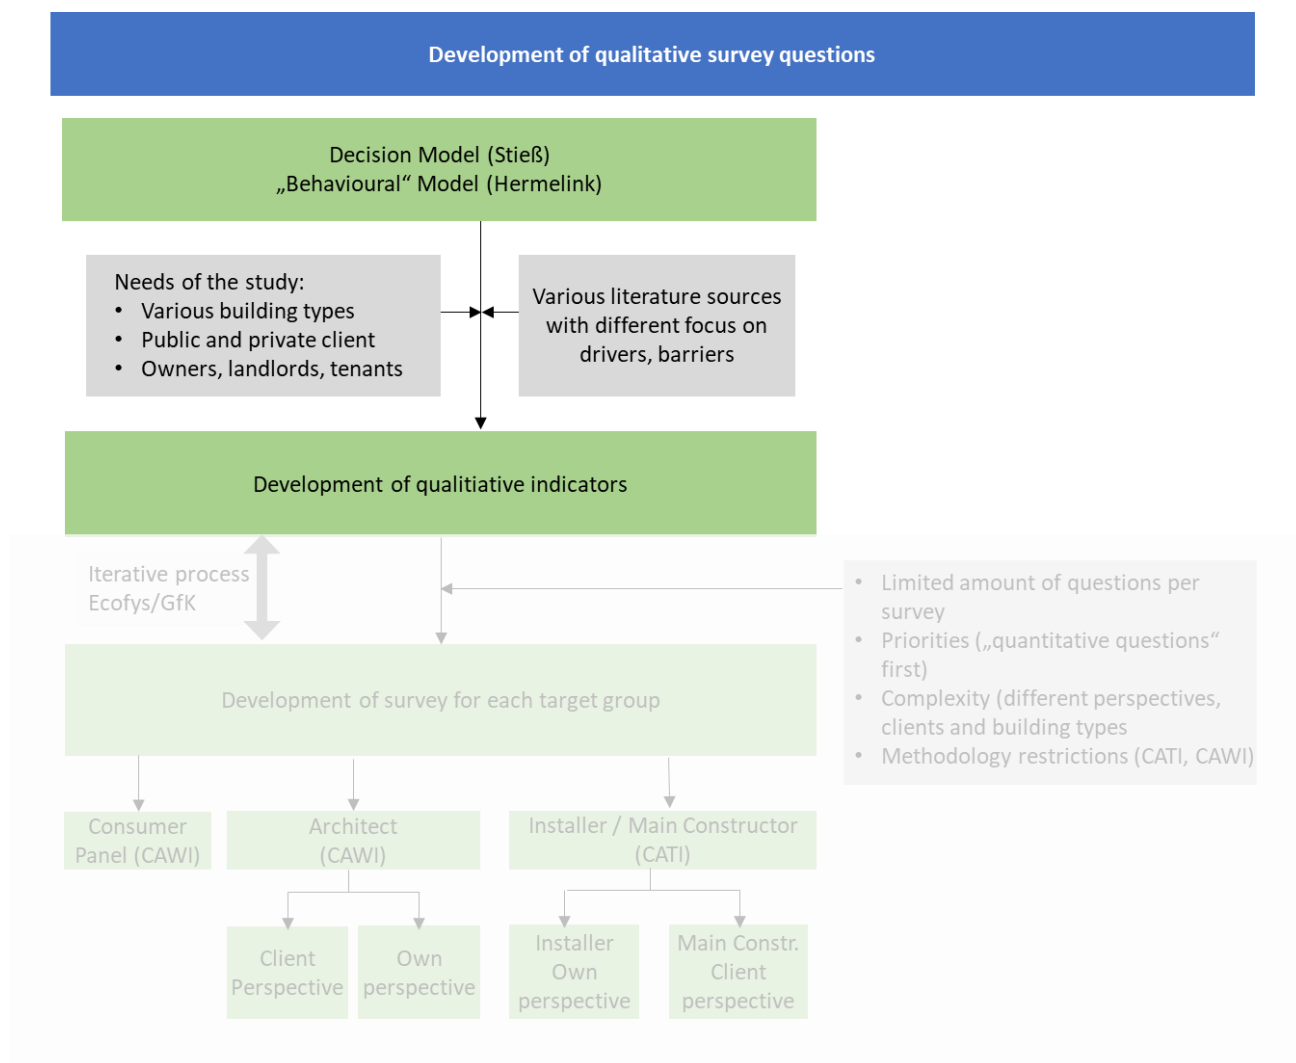 Development of qualitative survey questions
Decision Model (Stieß)
„Behavioural“ Model (Hermelink)
Needs of the study:
• Various building types
• Public and private client
• Owners, landlords, tenants
Various literature sources
with different focus on
drivers, barriers
Development of qualitiative indicators
Iterative process
Ecofys/GfK
• Limited amount of questions per
survey
• Priorities („quantitative questions“
first)
• Complexity (different perspectives,
clients and building types
• Methodology restrictions (CATI, CAWI)
Development of survey for each target group
Consumer
Panel (CAWI)
Architect
(CAWI)
Installer / Main Constructor
(CATI)
Client
Perspective
Own
perspective
Installer
Own
perspective
Main Constr.
Client
perspective